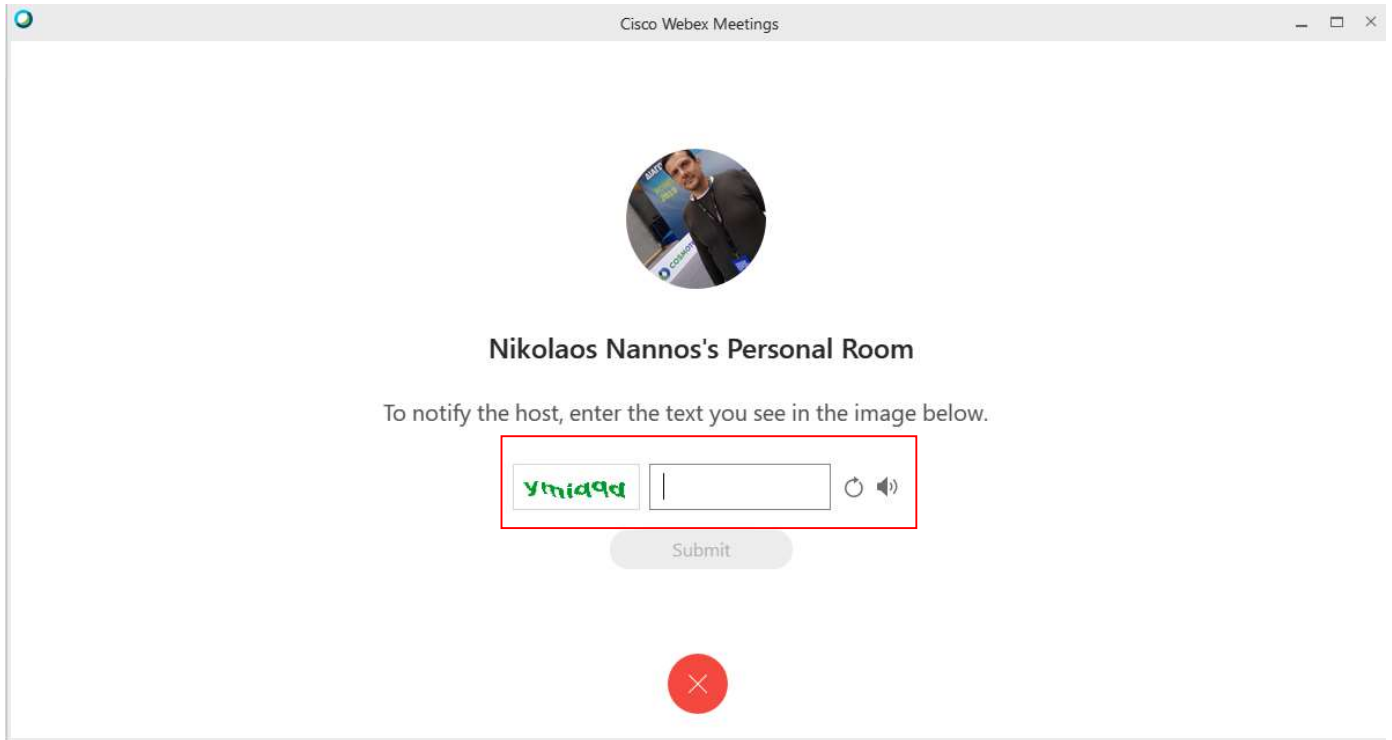 Cisco Webex Meetings
Nikolaos Nannos's Personal Room
To notify the host, enter the text you see in the image below.
Submit